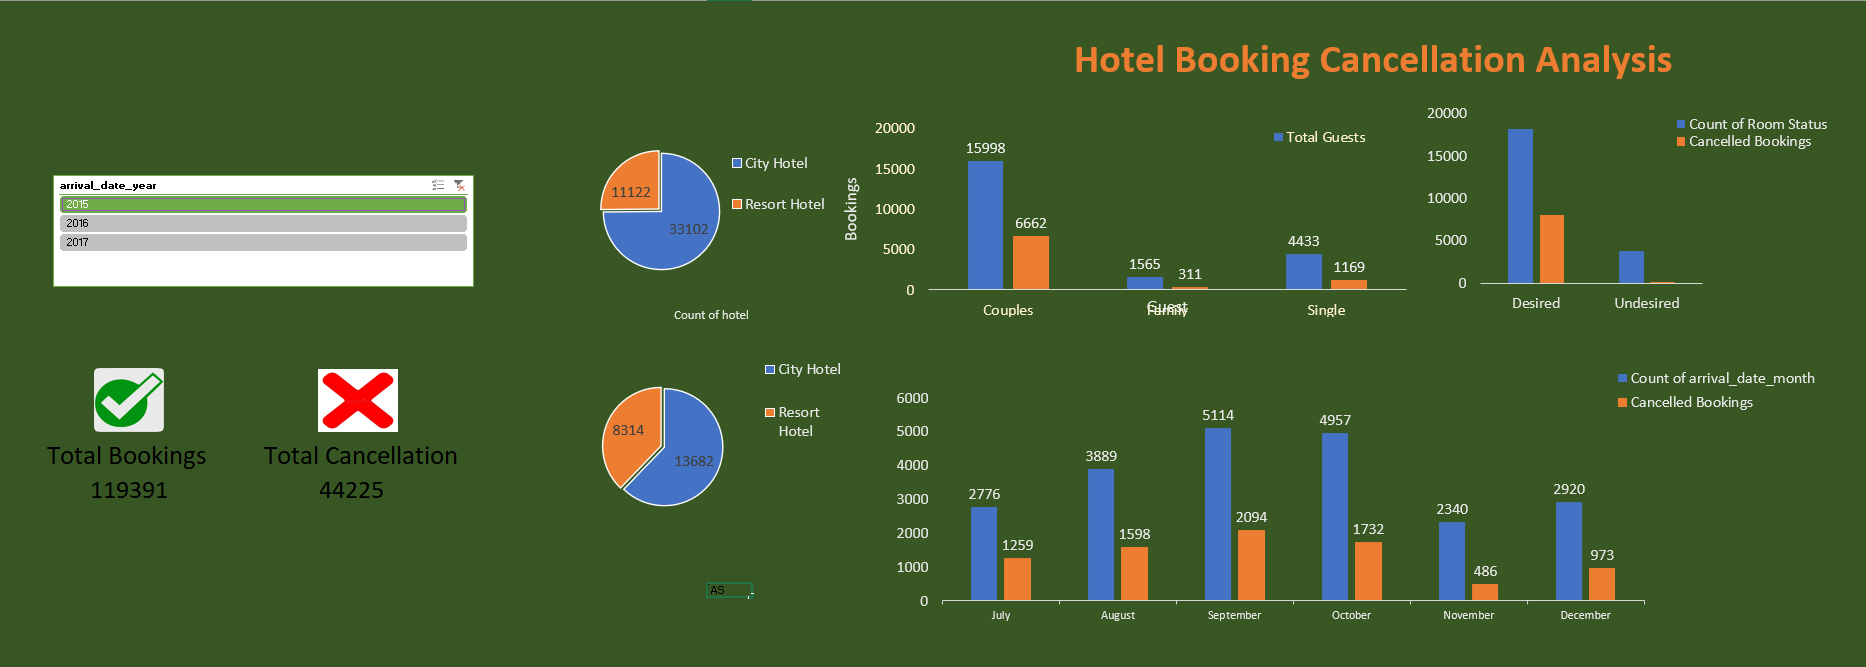 Hotel Booking Cancellation Analysis
arrival_date_year
2015
2016
2017
Total Bookings
119391
Total Cancellation
44225
City Hotel
Resort Hotel
11122
33102
Count of hotel
City Hotel
Resort
Hotel
8314
13682
AS
Bookings
20000
15000
10000
5000
0
Total Guests
15998
6662
1565
311
4433
1169
Couples
Family
Single
Guest
20000
15000
10000
5000
0
Count of Room Status
Cancelled Bookings
Desired
Undesired
Count of arrival_date_month
Cancelled Bookings
6000
5000
4000
3000
2000
1000
0
2776
1259
3889
1598
5114
2094
4957
1732
2340
486
2920
973
July
August
September
October
November
December